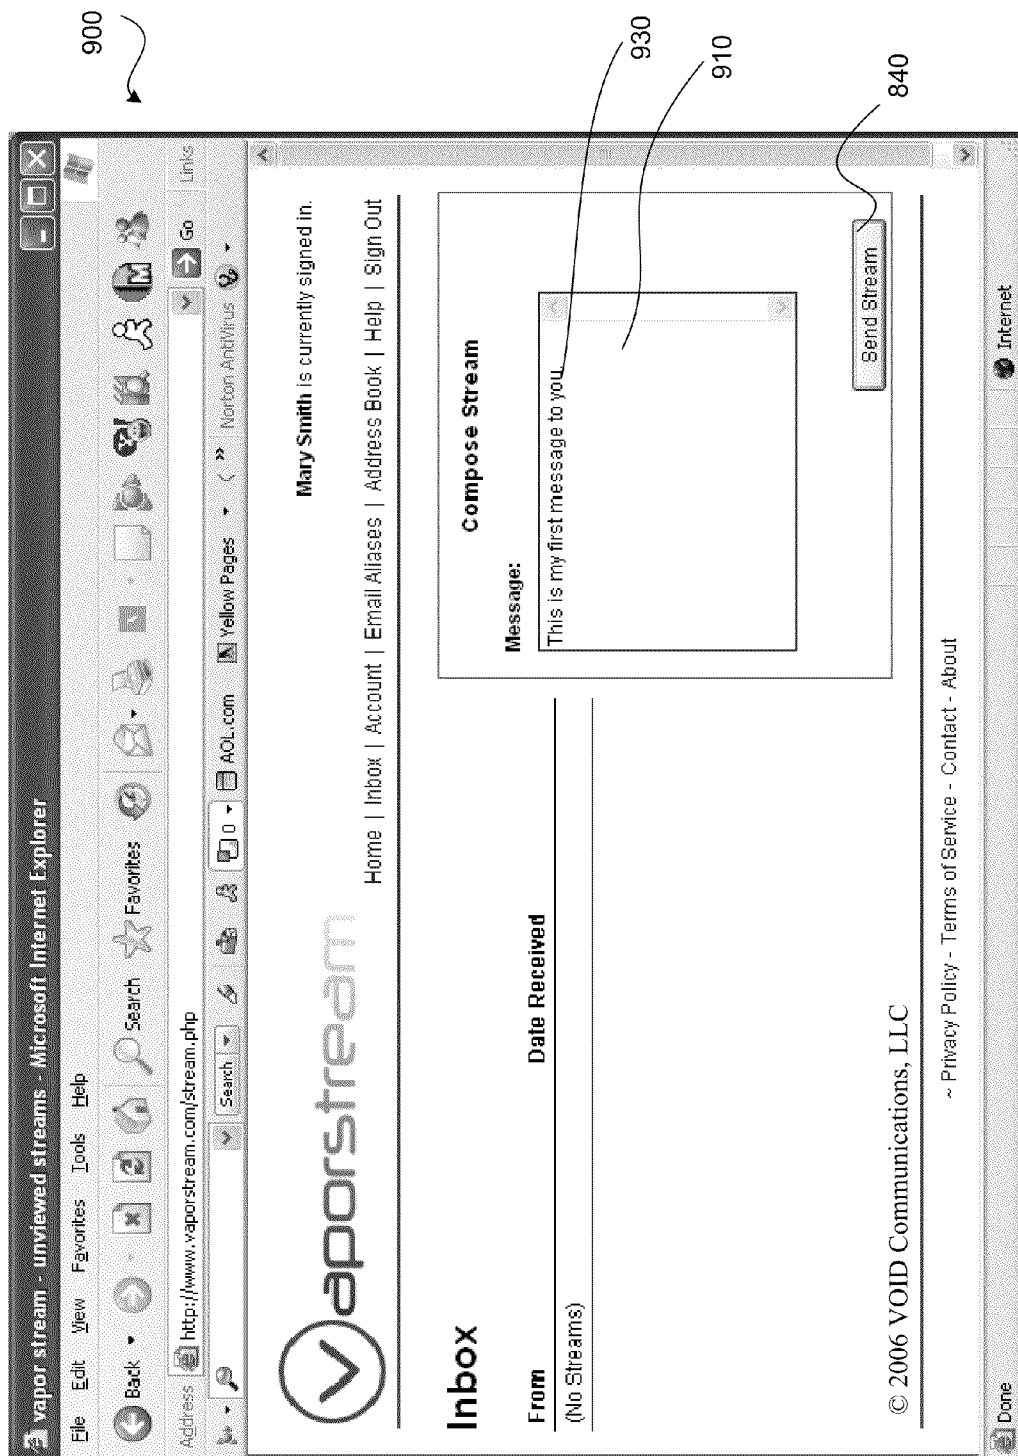 900
vapor stream - unviewed streams - Microsoft Internet Explorer
File Edit View Favorites Tools Help
Back Search Favorites
Address http://www.vaporstream.com/stream.php Go Links
Search 0 AOL.com Yellow Pages ( » Norton AntiVirus
vaporstream
Mary Smith is currently signed in.
Home | Inbox | Account | Email Aliases | Address Book | Help | Sign Out
Inbox
From Date Received
(No Streams)
Compose Stream
Message:
This is my first message to you.
930
910
Send Stream
840
© 2006 VOID Communications, LLC
~ Privacy Policy - Terms of Service - Contact - About
Done Internet